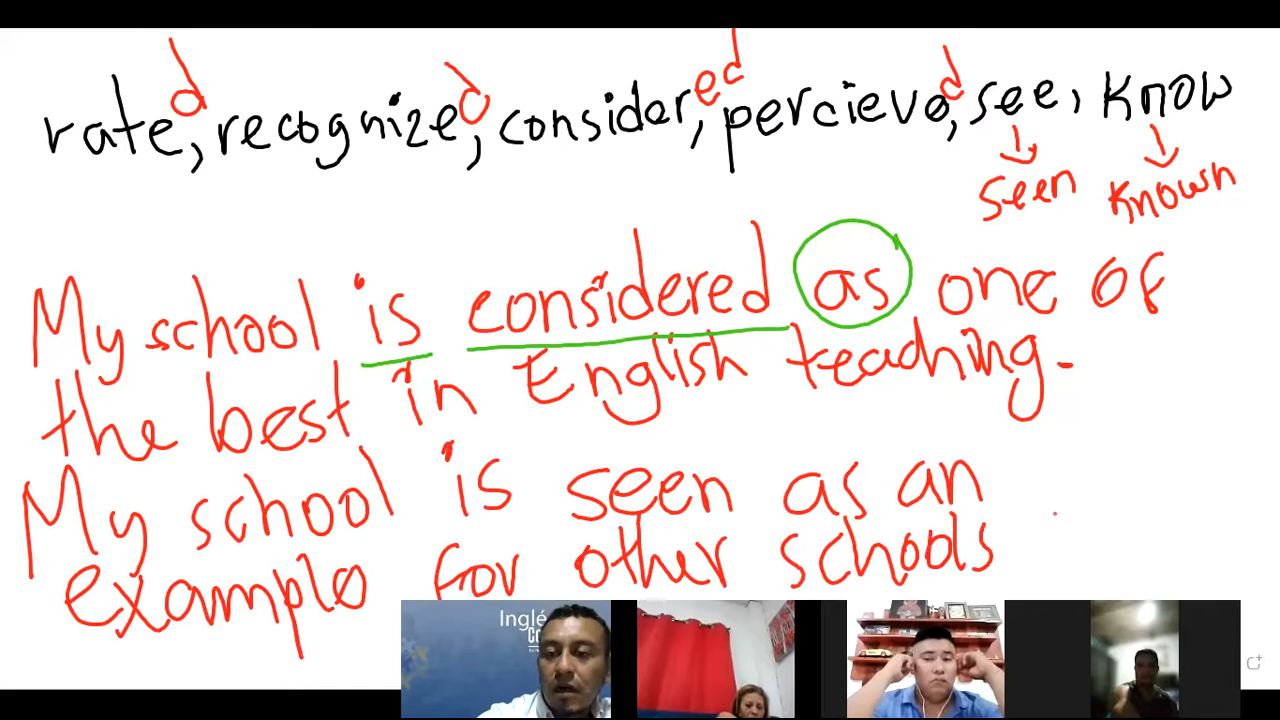 rated, recognized, considered, percieved, see, know
seen known
My school is considered as one of
the best in English teaching.
My school is seen as an
example for other schools
Inglé